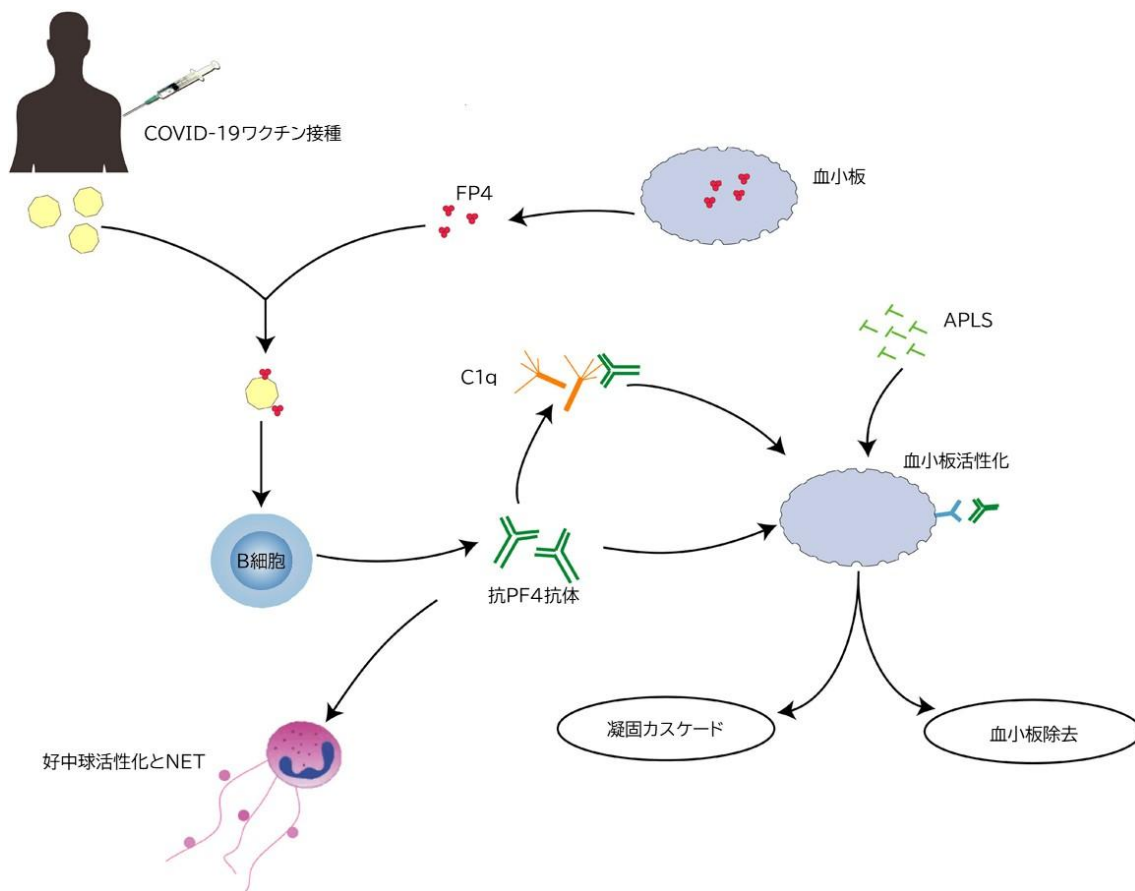 COVID-19ワクチン接種
血小板
FP4
APLS
C1q
血小板活性化
B細胞
抗PF4抗体
凝固カスケード
血小板除去
好中球活性化とNET